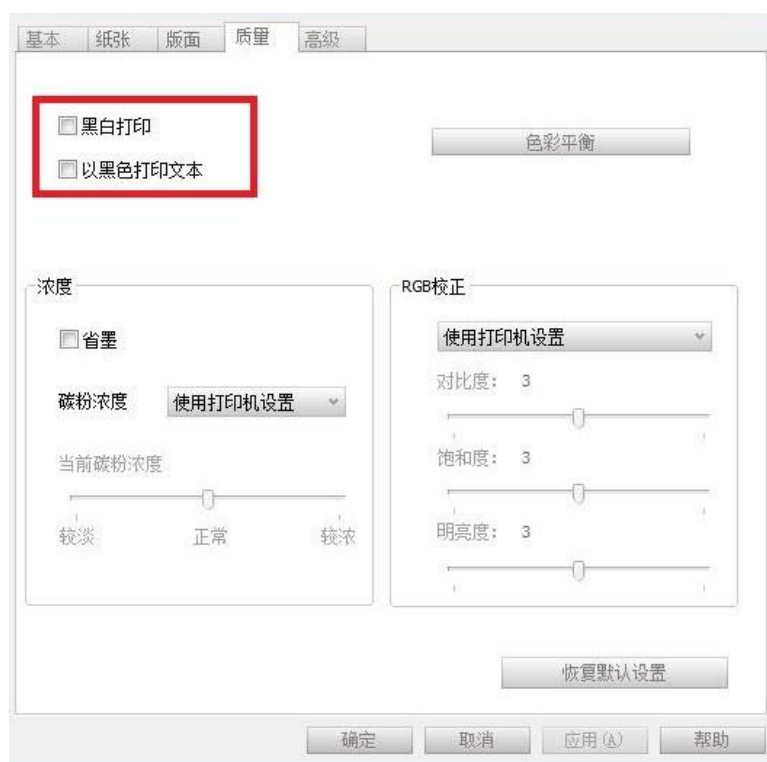 基本 纸张 版面 质量 高级
黑白打印
色彩平衡
以黑色打印文本
浓度
省墨
碳粉浓度 使用打印机设置
当前碳粉浓度
较淡 正常 较浓
RGB校正
使用打印机设置
对比度: 3
饱和度: 3
明亮度: 3
恢复默认设置
确定 取消 应用(A) 帮助